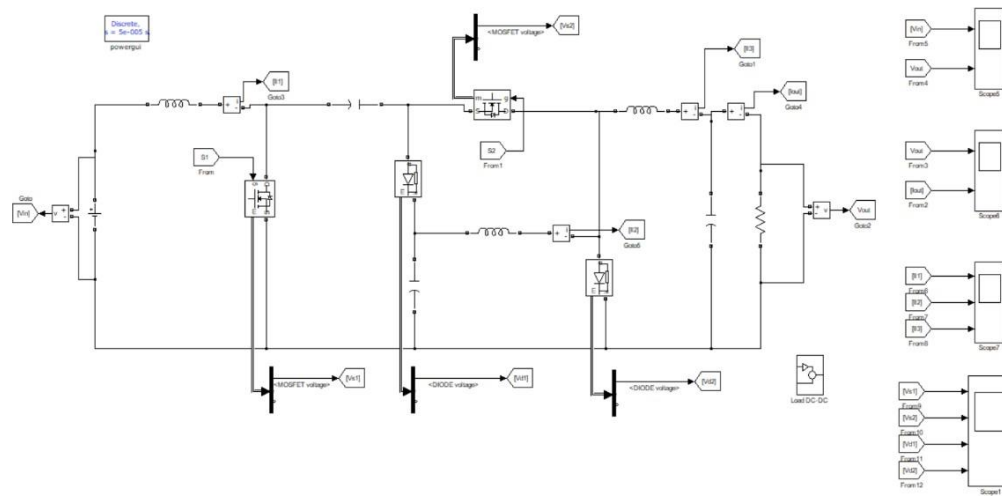 Discrete,
s = 5e-005 s.
powergui
[Vs2]
Goto5
<MOSFET voltage>
[Il1]
Goto3
[Il3]
Goto1
[Iout]
Goto4
m
g
S
D
S1
From
S2
From1
Goto
[Vin]
v
[Il2]
Goto6
Vout
Goto2
<MOSFET voltage>
[Vs1]
<DIODE voltage>
[Vd1]
<DIODE voltage>
[Vd2]
Load DC-DC
[Vin]
From5
Vout
From4
Scope5
Vout
From3
[Iout]
From2
Scope6
[Il1]
From6
[Il2]
From7
[Il3]
From8
Scope7
[Vs1]
From9
[Vs2]
From10
[Vd1]
From11
[Vd2]
From12
Scope1